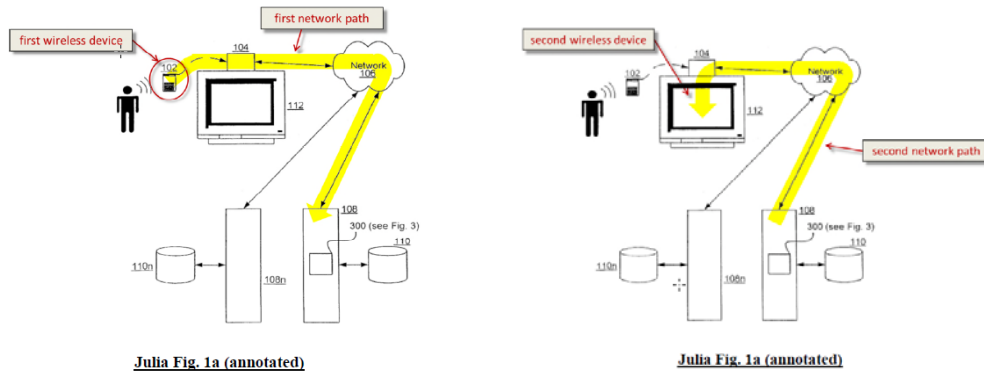 first network path
first wireless device
104
102
Network
106
112
108
300 (see Fig. 3)
110
110n
108n
Julia Fig. 1a (annotated)
second wireless device
104
102
Network
106
112
second network path
108
300 (see Fig. 3)
110
110n
108n
Julia Fig. 1a (annotated)